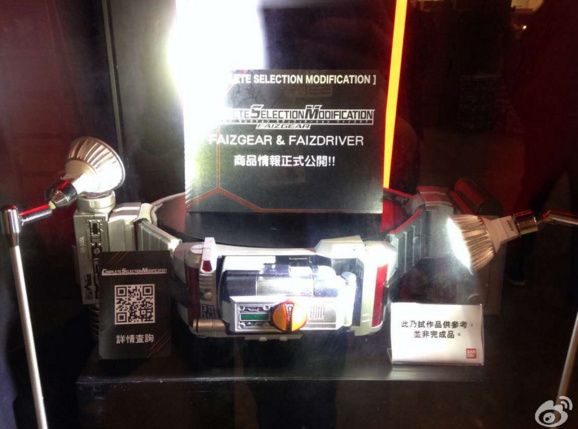 ETE SELECTION MODIFICATION ]
COMPLETE SELECTION MODIFICATION
FAIZGEAR
FAIZGEAR & FAIZDRIVER
商品情報正式公開!!
COMPLETE SELECTION MODIFICATION
詳情查詢
此乃試作品供參考,
並非完成品。
BANDAI